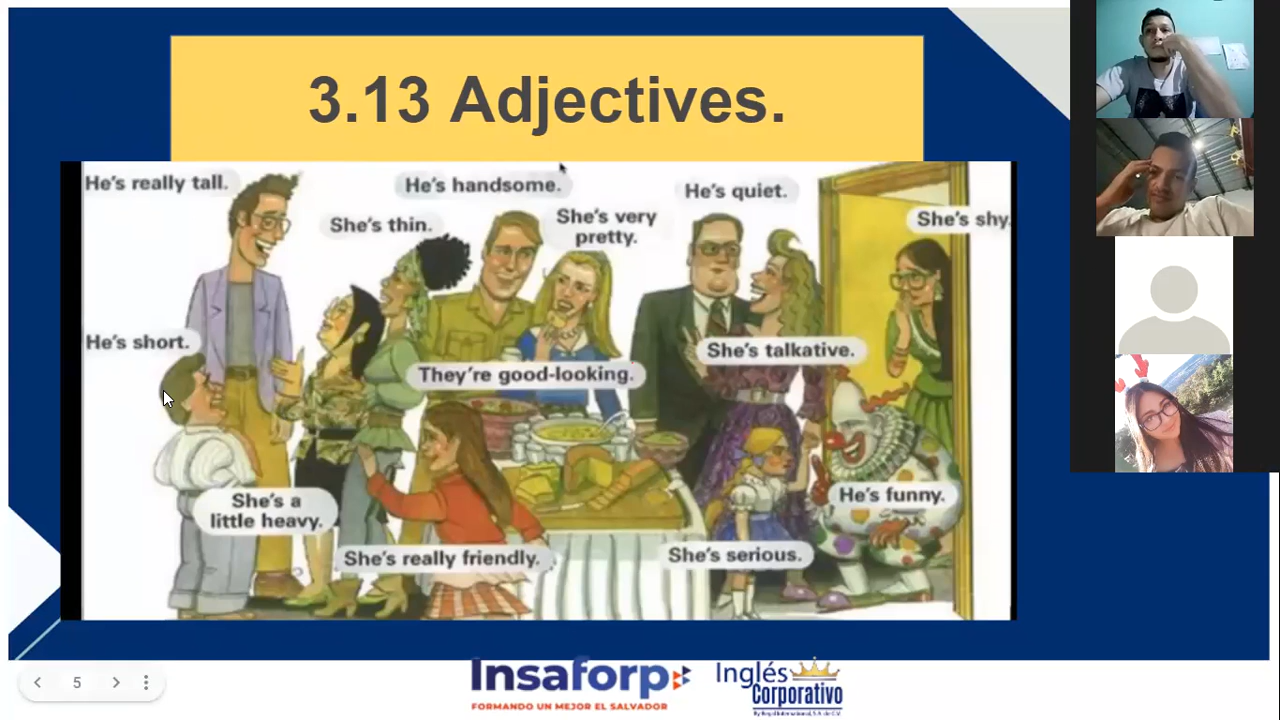 3.13 Adjectives.
He's really tall.
He's handsome.
He's quiet.
She's thin.
She's very
pretty.
She's shy.
He's short.
She's talkative.
They're good-looking.
She's a
little heavy.
He's funny.
She's really friendly.
She's serious.
5
Insaforp
FORMANDO UN MEJOR EL SALVADOR
Inglés
Corporativo